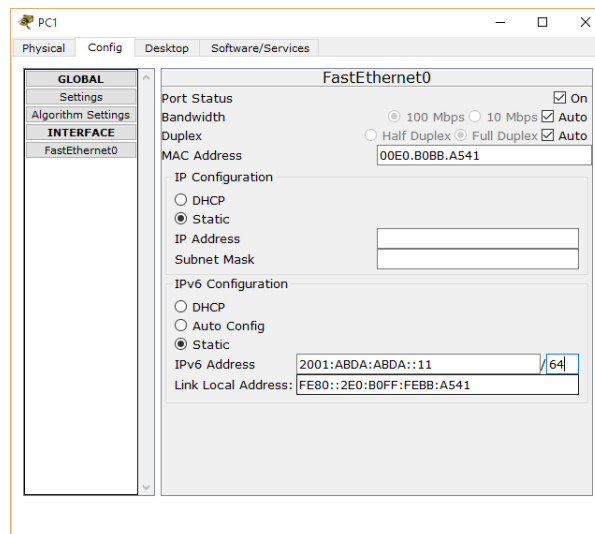 PC1
Physical Config Desktop Software/Services
GLOBAL
Settings
Algorithm Settings
INTERFACE
FastEthernet0
FastEthernet0
Port Status On
Bandwidth 100 Mbps 10 Mbps Auto
Duplex Half Duplex Full Duplex Auto
MAC Address 00E0.B0BB.A541
IP Configuration
DHCP
Static
IP Address
Subnet Mask
IPv6 Configuration
DHCP
Auto Config
Static
IPv6 Address 2001:ABDA:ABDA::11 / 64
Link Local Address: FE80::2E0:B0FF:FEBB:A541